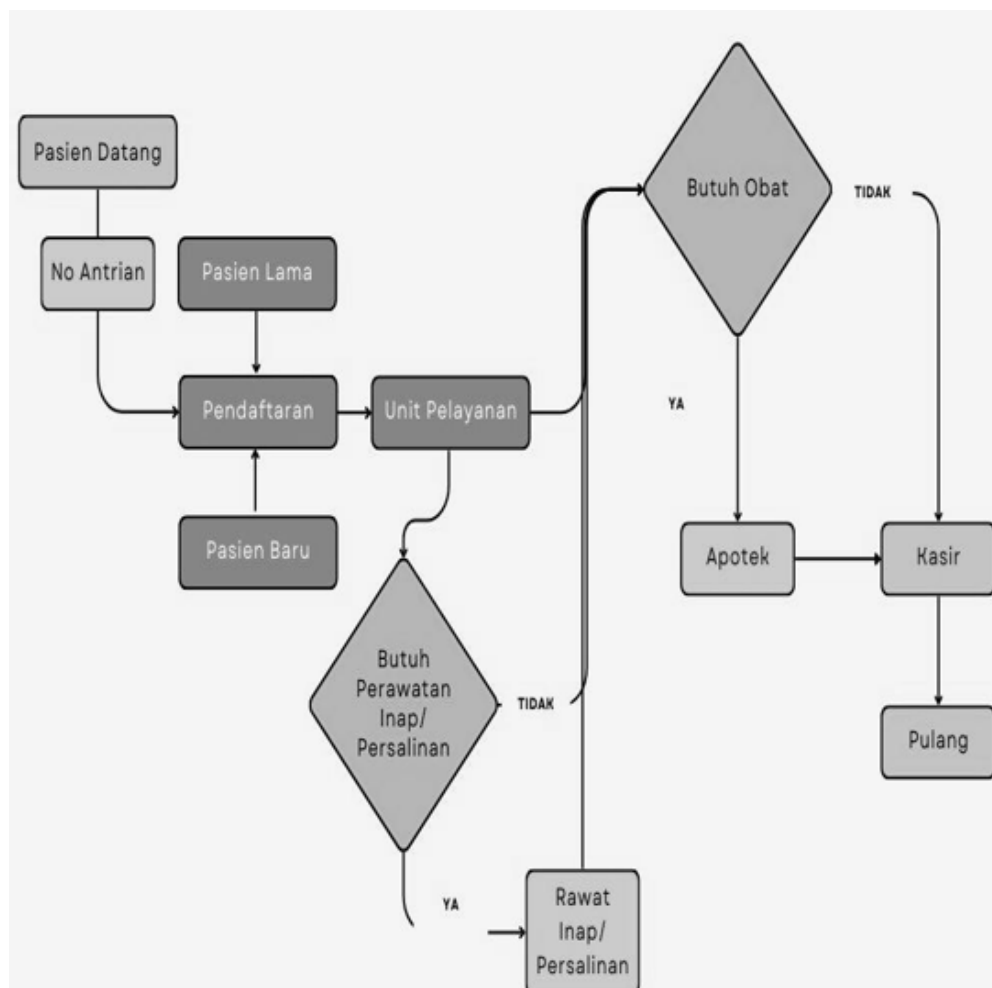 Pasien Datang
No Antrian
Pasien Lama
Pendaftaran
Unit Pelayanan
Pasien Baru
Butuh
Perawatan
Inap/
Persalinan
TIDAK
YA
Rawat
Inap/
Persalinan
Butuh Obat
TIDAK
YA
Apotek
Kasir
Pulang